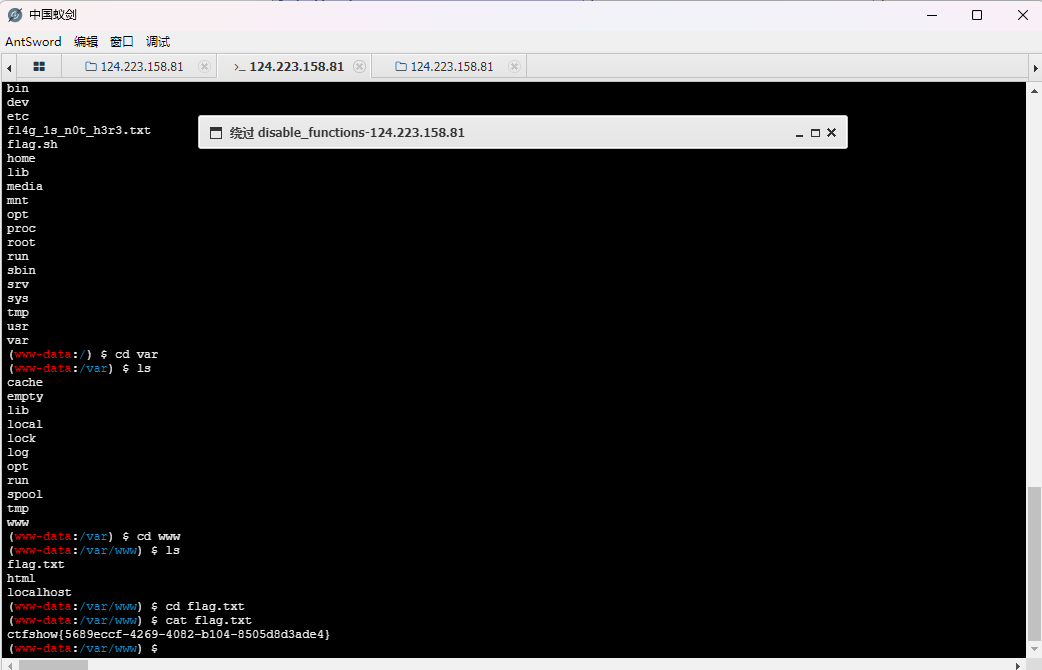 中国蚁剑
AntSword 编辑 窗口 调试
124.223.158.81 >_ 124.223.158.81 124.223.158.81
bin
dev
etc
fl4g_1s_n0t_h3r3.txt
flag.sh
绕过 disable_functions-124.223.158.81
home
lib
media
mnt
opt
proc
root
run
sbin
srv
sys
tmp
usr
var
(www-data:/) $ cd var
(www-data:/var) $ ls
cache
empty
lib
local
lock
log
opt
run
spool
tmp
www
(www-data:/var) $ cd www
(www-data:/var/www) $ ls
flag.txt
html
localhost
(www-data:/var/www) $ cd flag.txt
(www-data:/var/www) $ cat flag.txt
ctfshow{5689eccf-4269-4082-b104-8505d8d3ade4}
(www-data:/var/www) $